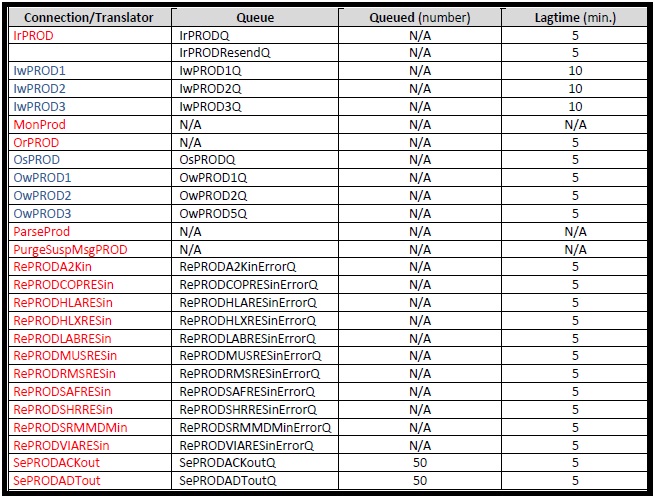 Connection/Translator Queue Queued (number) Lagtime (min.)
IrPROD IrPRODQ N/A 5
IrPRODResendQ N/A 5
IwPROD1 IwPROD1Q N/A 10
IwPROD2 IwPROD2Q N/A 10
IwPROD3 IwPROD3Q N/A 10
MonProd N/A N/A N/A
OrPROD N/A N/A 5
OsPROD OsPRODQ N/A 5
OwPROD1 OwPROD1Q N/A 5
OwPROD2 OwPROD2Q N/A 5
OwPROD3 OwPROD5Q N/A 5
ParseProd N/A N/A N/A
PurgeSuspMsgPROD N/A N/A N/A
RePRODA2Kin RePRODA2KinErrorQ N/A 5
RePRODCOPRESin RePRODCOPRESinErrorQ N/A 5
RePRODHLARESin RePRODHLARESinErrorQ N/A 5
RePRODHLXRESin RePRODHLXRESinErrorQ N/A 5
RePRODLABRESin RePRODLABRESinErrorQ N/A 5
RePRODMUSRESin RePRODMUSRESinErrorQ N/A 5
RePRODRMSRESin RePRODRMSRESinErrorQ N/A 5
RePRODSAFRESin RePRODSAFRESinErrorQ N/A 5
RePRODSHRRESin RePRODSHRRESinErrorQ N/A 5
RePRODSRMMDMin RePRODSRMMDMinErrorQ N/A 5
RePRODVIARESin RePRODVIARESinErrorQ N/A 5
SePRODACKout SePRODACKoutQ 50 5
SePRODADTout SePRODADToutQ 50 5